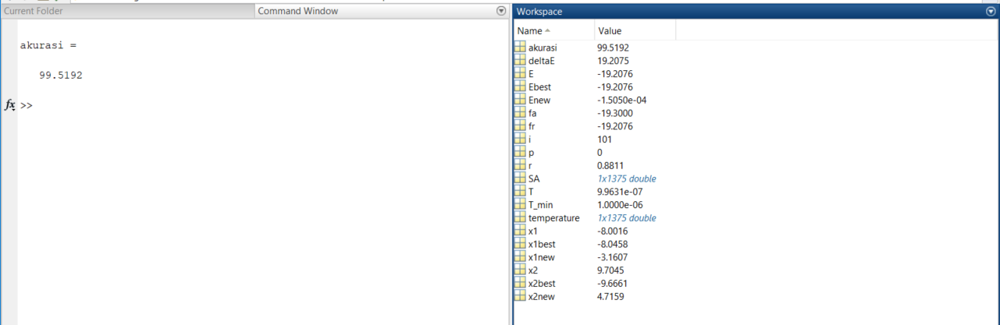 Current Folder
Command Window
akurasi =
99.5192
fx >>
Workspace
Name Value
akurasi 99.5192
deltaE 19.2075
E -19.2076
Ebest -19.2076
Enew -1.5050e-04
fa -19.3000
fr -19.2076
i 101
p 0
r 0.8811
SA 1x1375 double
T 9.9631e-07
T_min 1.0000e-06
temperature 1x1375 double
x1 -8.0016
x1best -8.0458
x1new -3.1607
x2 9.7045
x2best -9.6661
x2new 4.7159